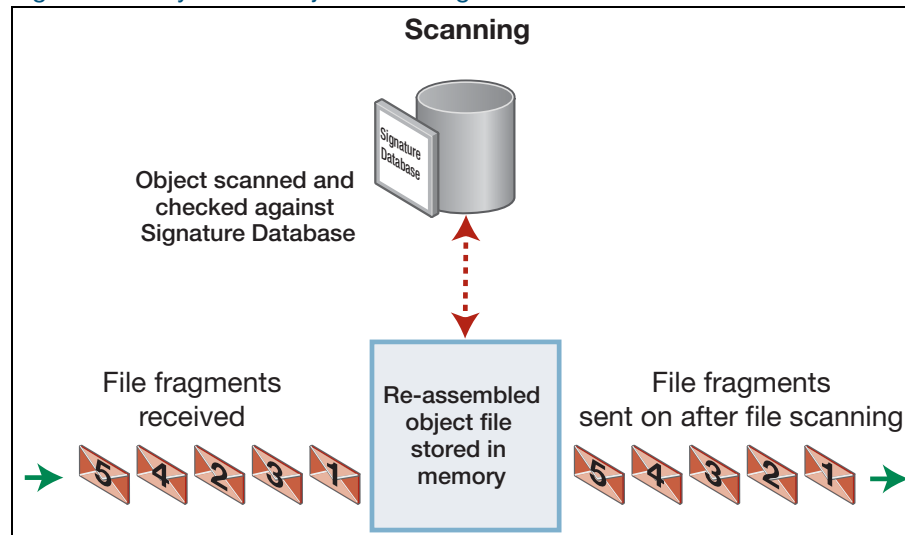 Scanning
Signature
Database
Object scanned and
checked against
Signature Database
File fragments
received
Re-assembled
object file
stored in
memory
File fragments
sent on after file scanning
5 4 2 3 1
5 4 3 2 1